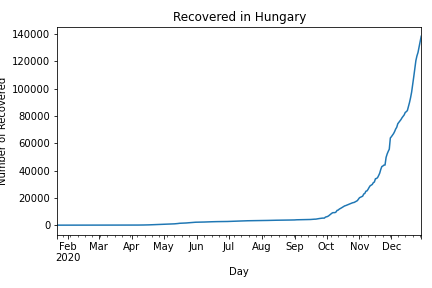 Recovered in Hungary
Number of Recovered
140000
120000
100000
80000
60000
40000
20000
0
Feb Mar Apr May Jun Jul Aug Sep Oct Nov Dec
2020
Day